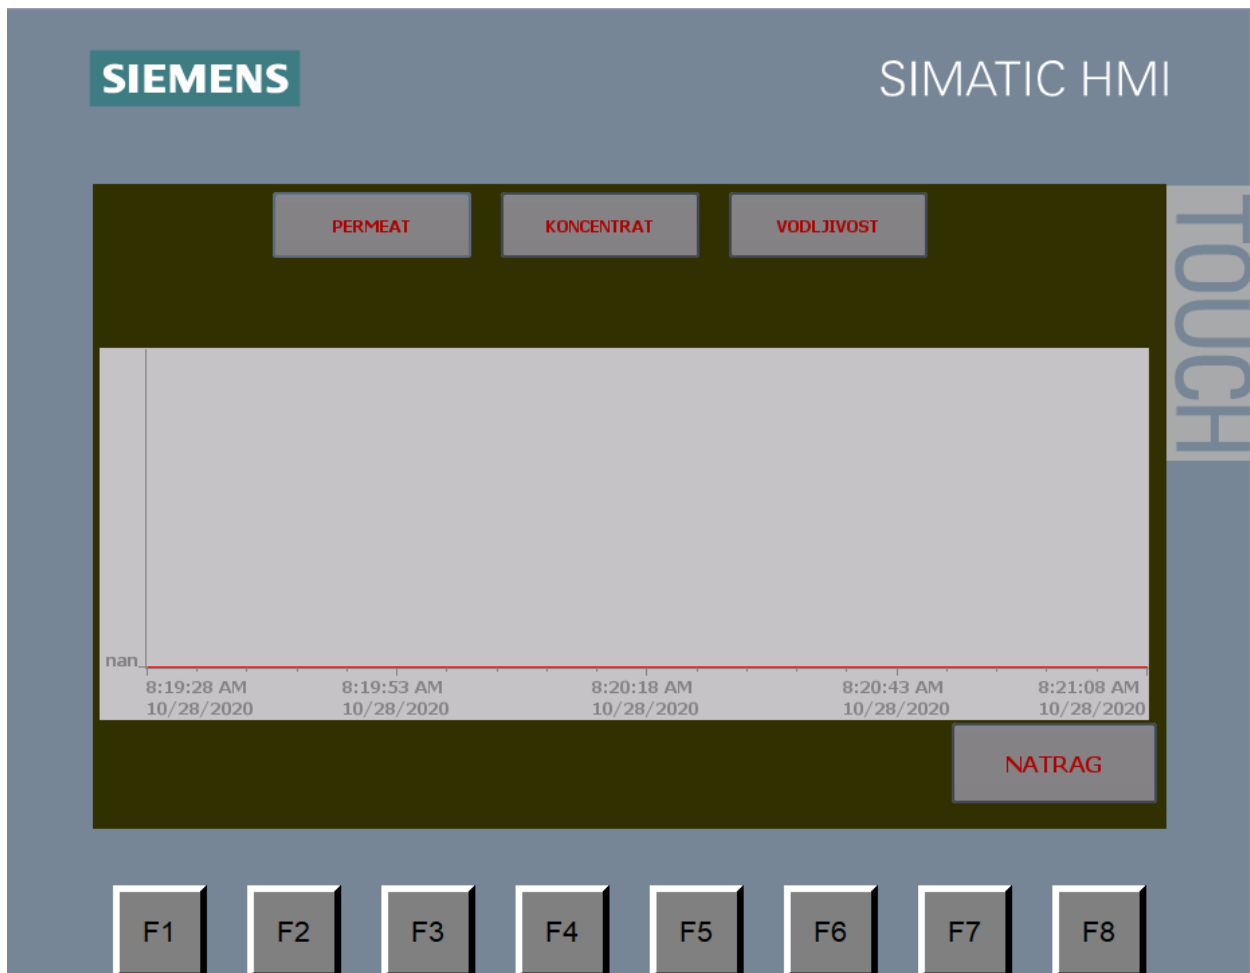 SIEMENS
SIMATIC HMI
TOUCH
PERMEAT
KONCENTRAT
VODLJIVOST
nan
8:19:28 AM 8:19:53 AM 8:20:18 AM 8:20:43 AM 8:21:08 AM
10/28/2020 10/28/2020 10/28/2020 10/28/2020 10/28/2020
NATRAG
F1 F2 F3 F4 F5 F6 F7 F8